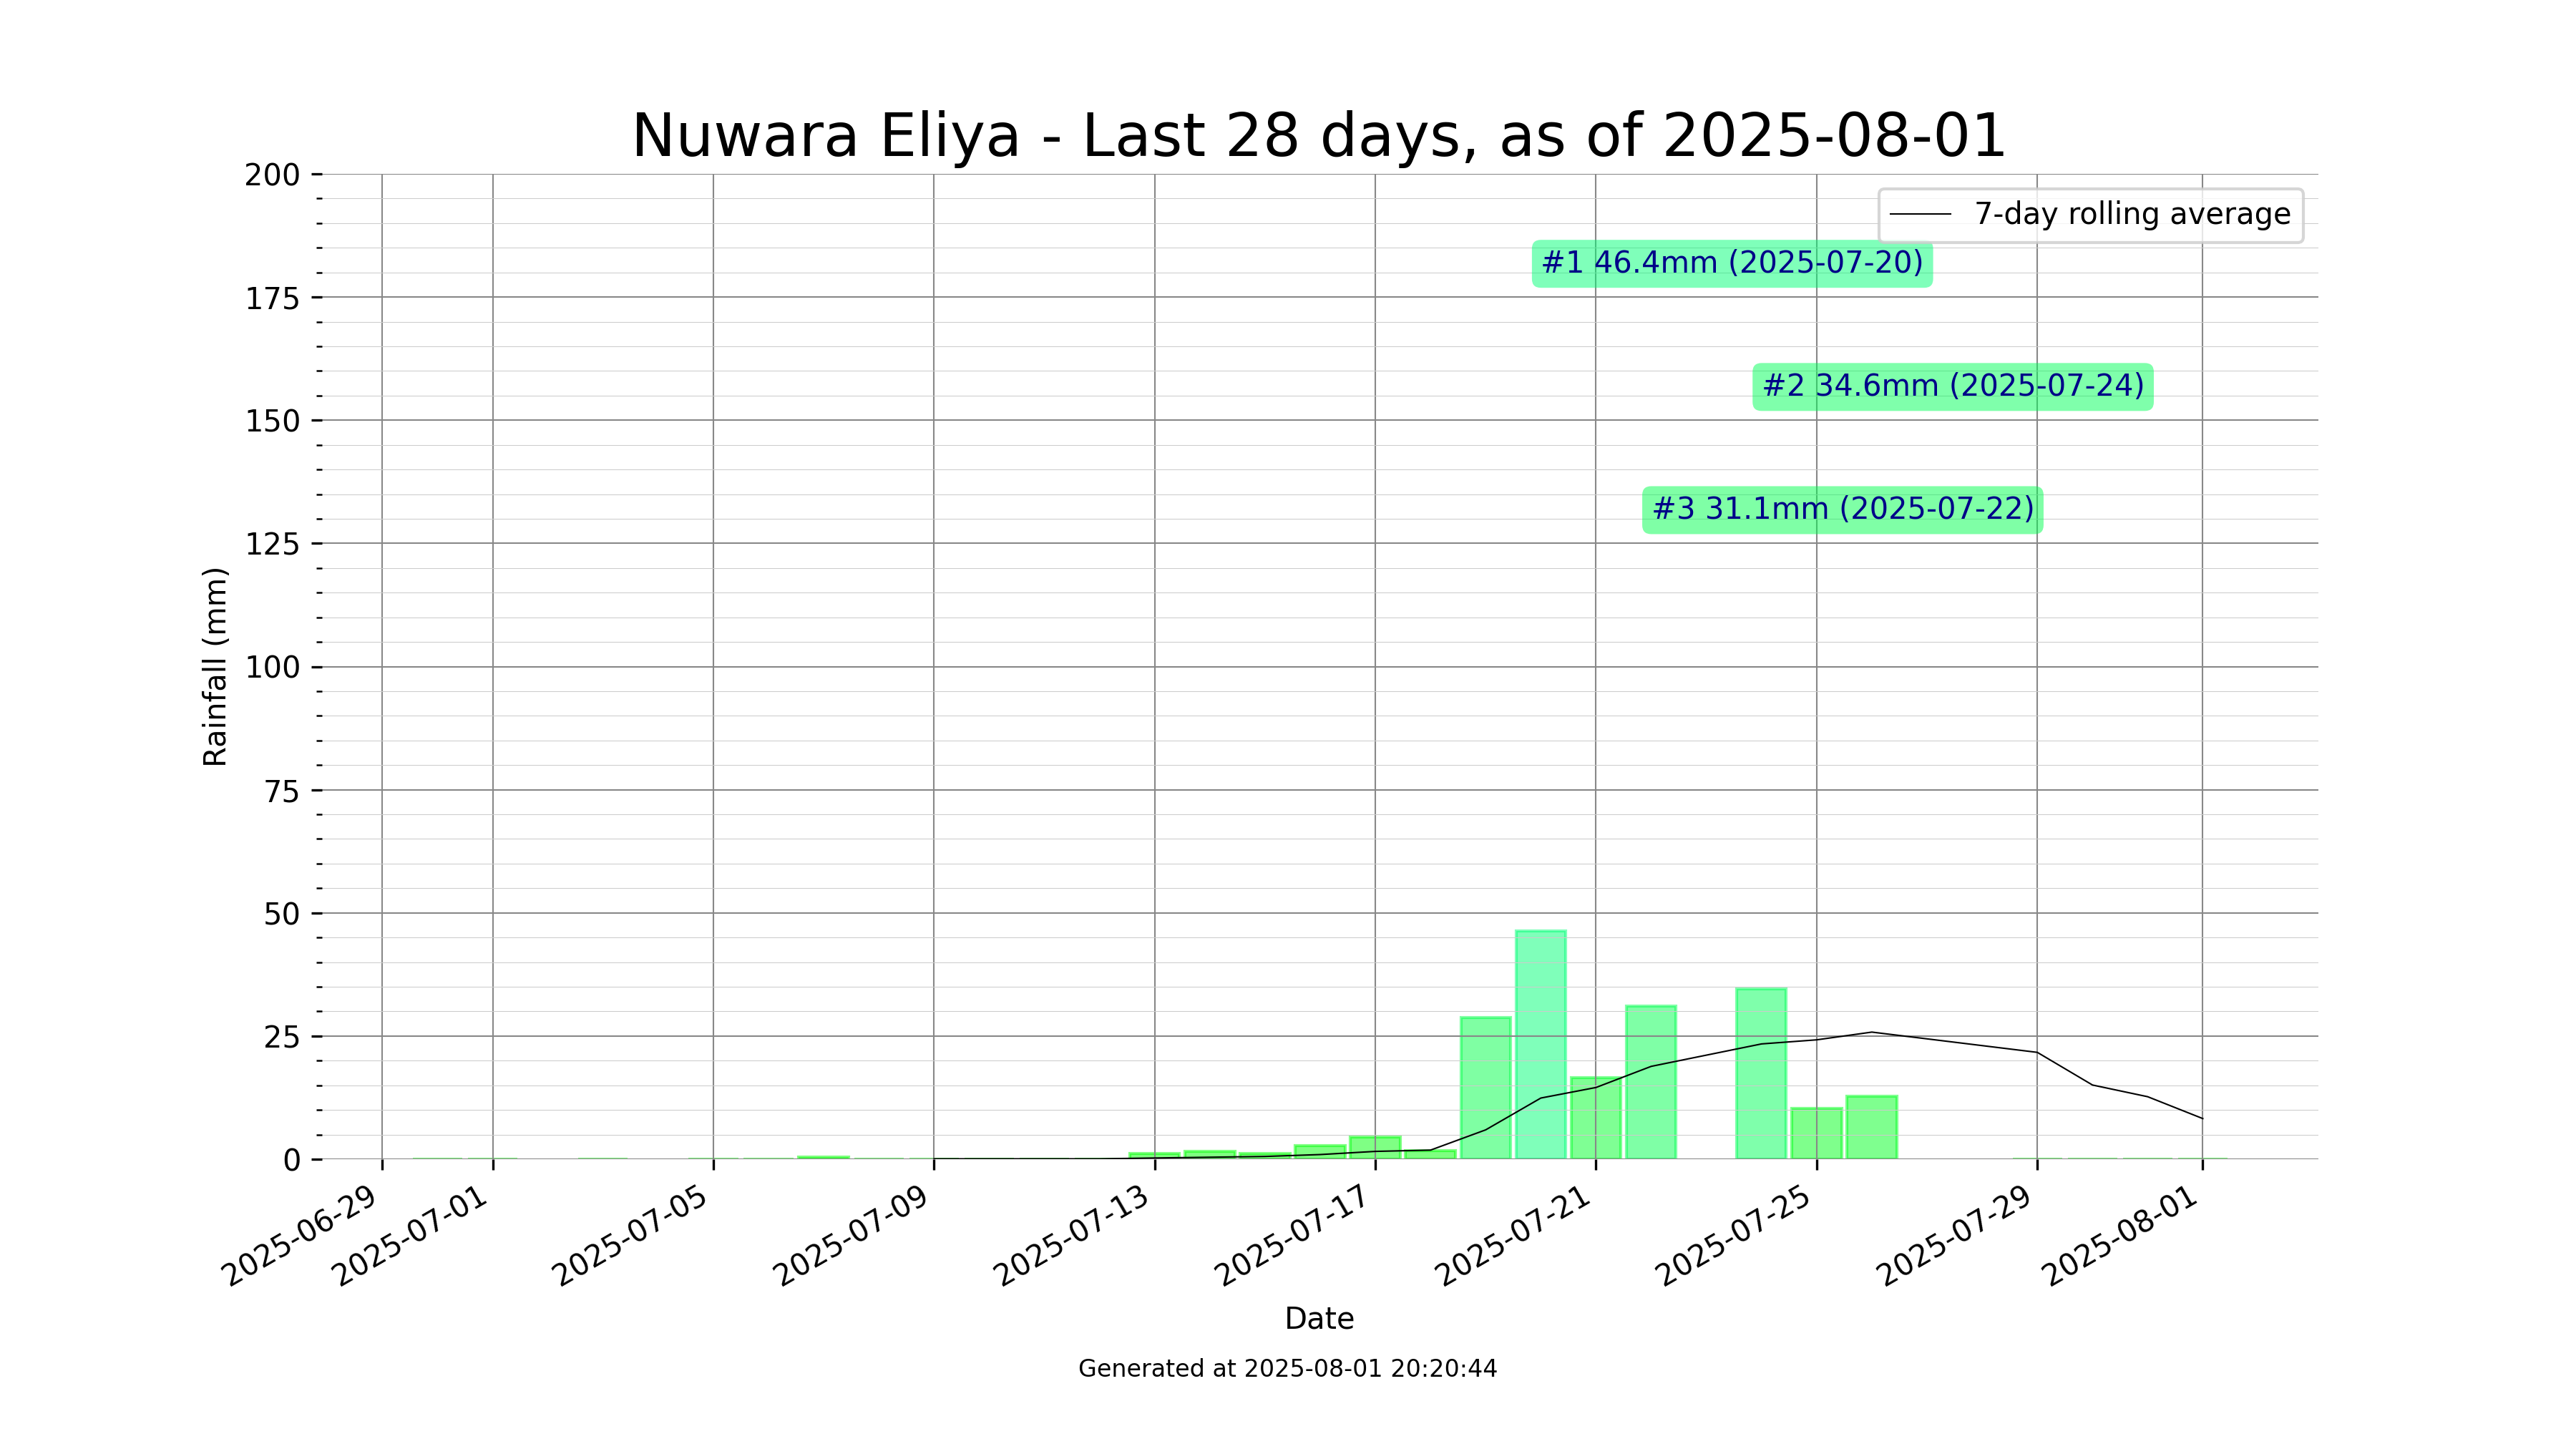 Nuwara Eliya - Last 28 days, as of 2025-08-01
7-day rolling average
#1 46.4mm (2025-07-20)
#2 34.6mm (2025-07-24)
#3 31.1mm (2025-07-22)
Rainfall (mm)
200
175
150
125
100
75
50
25
0
2025-06-29
2025-07-01
2025-07-05
2025-07-09
2025-07-13
2025-07-17
2025-07-21
2025-07-25
2025-07-29
2025-08-01
Date
Generated at 2025-08-01 20:20:44